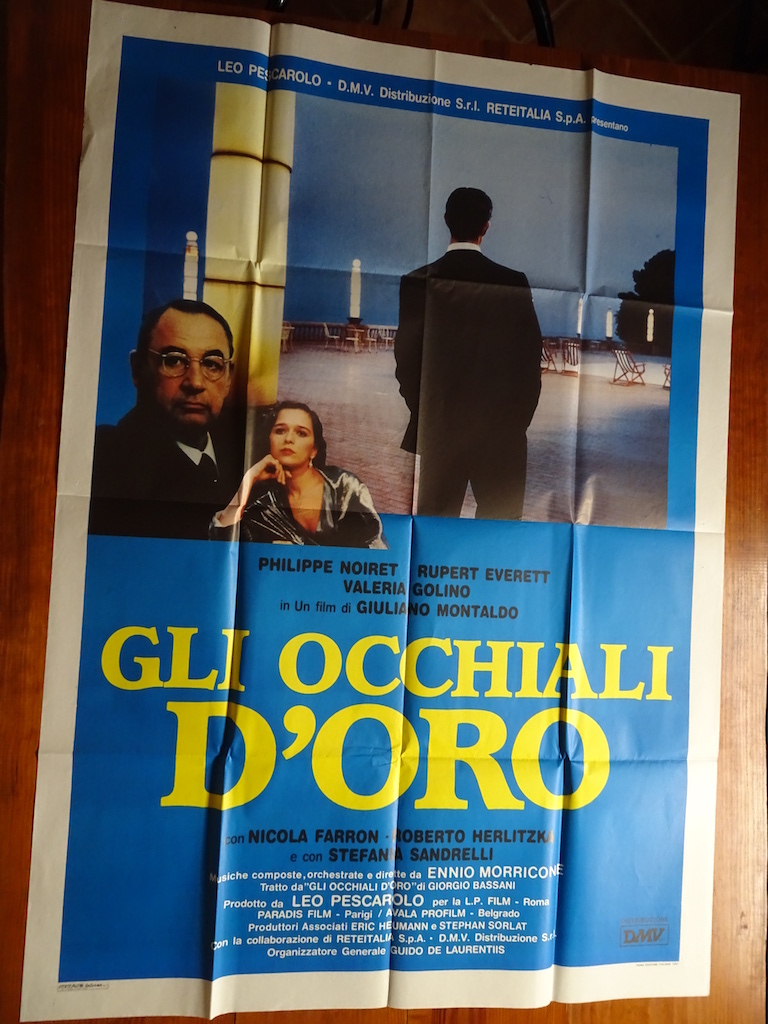 LEO PESCAROLO - D.M.V. Distribuzione S.r.l. RETEITALIA S.p.A. presentano
PHILIPPE NOIRET RUPERT EVERETT
VALERIA GOLINO
in Un film di GIULIANO MONTALDO
GLI OCCHIALI
D'ORO
con NICOLA FARRON - ROBERTO HERLITZKA
e con STEFANIA SANDRELLI
Musiche composte, orchestrate e dirette da ENNIO MORRICONE
Tratto da "GLI OCCHIALI D'ORO" di GIORGIO BASSANI
Prodotto da LEO PESCAROLO per la L.P. FILM - Roma
PARADIS FILM - Parigi / AVALA PROFILM - Belgrado
Produttori Associati ERIC HEUMANN e STEPHAN SORLAT
Con la collaborazione di RETEITALIA S.p.A. - D.M.V. Distribuzione S.r.l.
Organizzatore Generale GUIDO DE LAURENTIIS
DMV